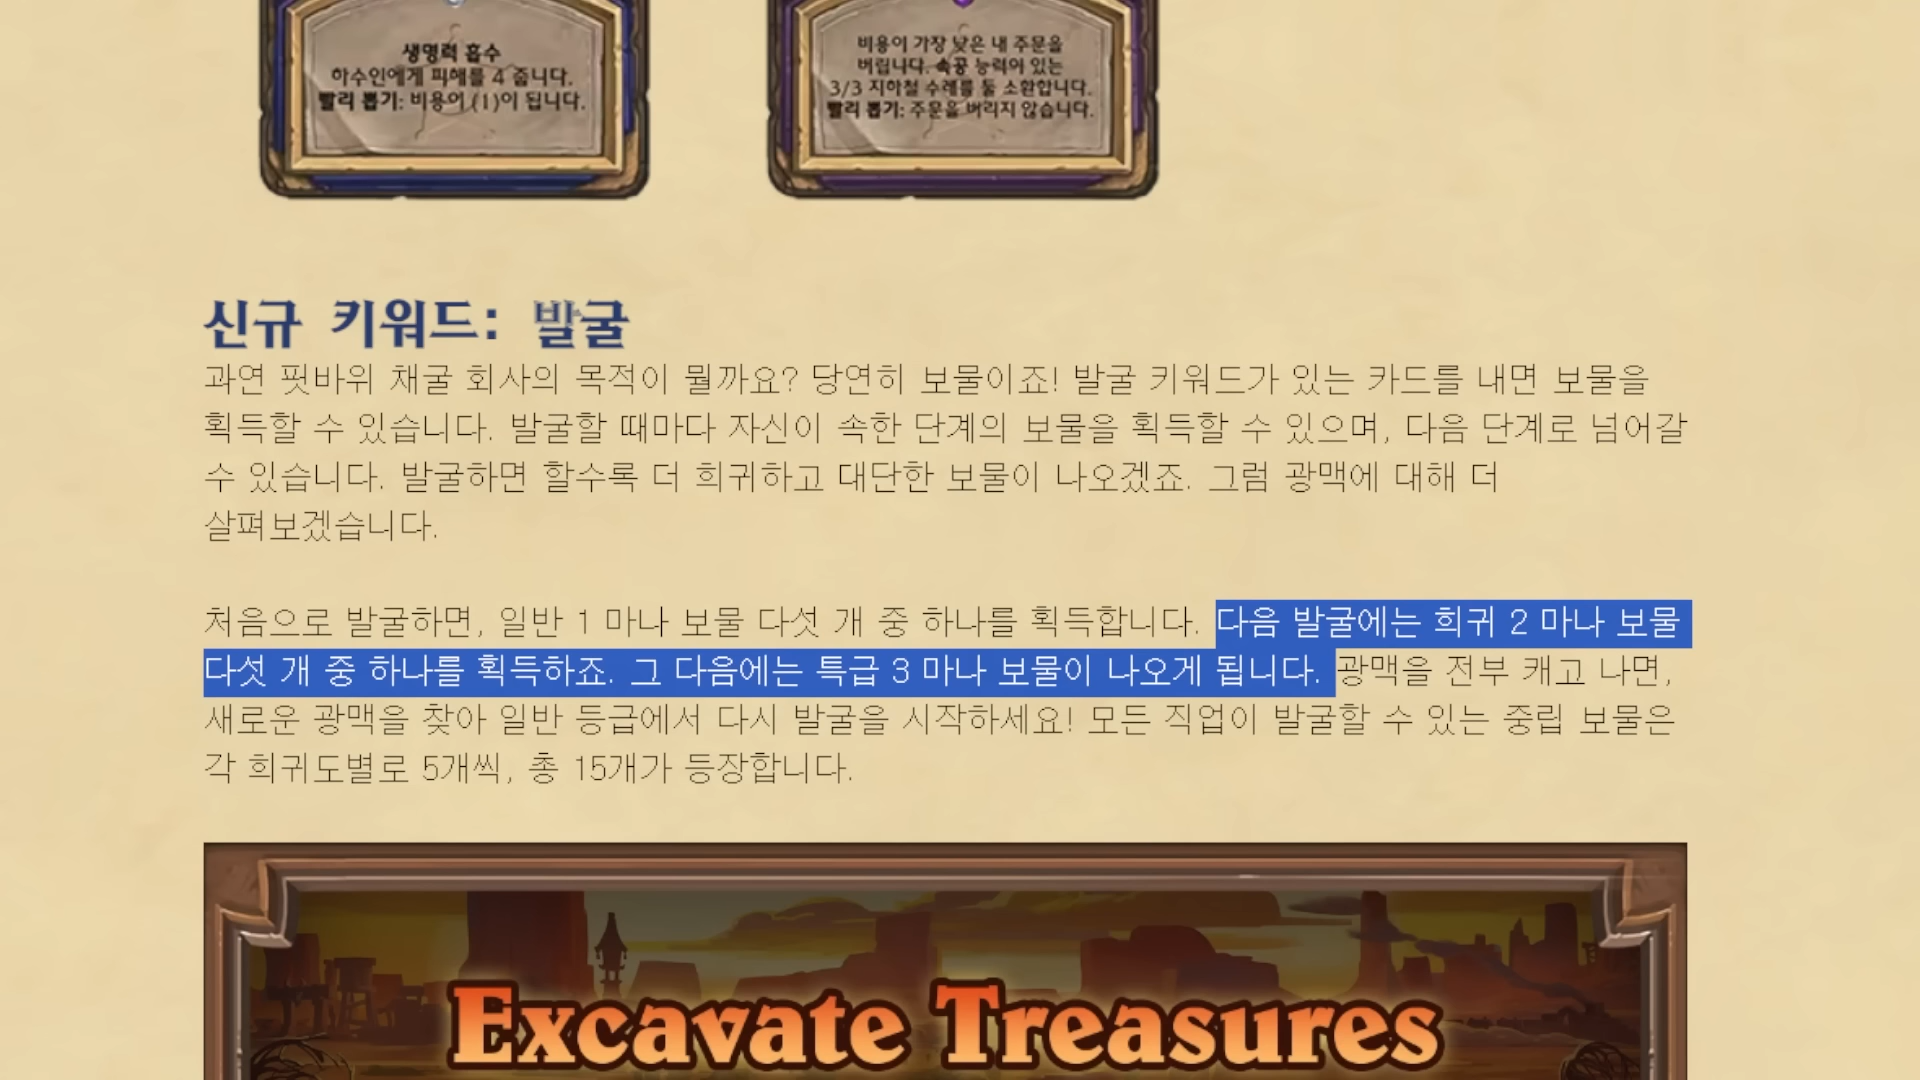 생명력 흡수
하수인에게 피해를 4 줍니다.
빨리 뽑기: 비용이 (1)이 됩니다.
비용이 가장 낮은 내 주문을
버립니다. 속공 능력이 있는
3/3 지하철 수레를 둘 소환합니다.
빨리 뽑기: 주문을 버리지 않습니다.
신규 키워드: 발굴
과연 핏바위 채굴 회사의 목적이 뭘까요? 당연히 보물이죠! 발굴 키워드가 있는 카드를 내면 보물을
획득할 수 있습니다. 발굴할 때마다 자신이 속한 단계의 보물을 획득할 수 있으며, 다음 단계로 넘어갈
수 있습니다. 발굴하면 할수록 더 희귀하고 대단한 보물이 나오겠죠. 그럼 광맥에 대해 더
살펴보겠습니다.
처음으로 발굴하면, 일반 1 마나 보물 다섯 개 중 하나를 획득합니다. 다음 발굴에는 희귀 2 마나 보물
다섯 개 중 하나를 획득하죠. 그 다음에는 특급 3 마나 보물이 나오게 됩니다. 광맥을 전부 캐고 나면,
새로운 광맥을 찾아 일반 등급에서 다시 발굴을 시작하세요! 모든 직업이 발굴할 수 있는 중립 보물은
각 희귀도별로 5개씩, 총 15개가 등장합니다.
Excavate Treasures